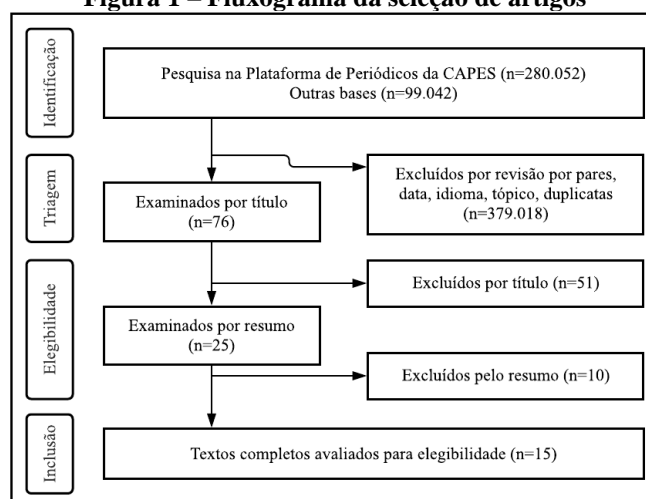 Figura 1 – Fluxograma da seleção de artigos
Identificação
Pesquisa na Plataforma de Periódicos da CAPES (n=280.052)
Outras bases (n=99.042)
Triagem
Examinados por título
(n=76)
Excluídos por revisão por pares,
data, idioma, tópico, duplicatas
(n=379.018)
Excluídos por título (n=51)
Elegibilidade
Examinados por resumo
(n=25)
Excluídos pelo resumo (n=10)
Inclusão
Textos completos avaliados para elegibilidade (n=15)